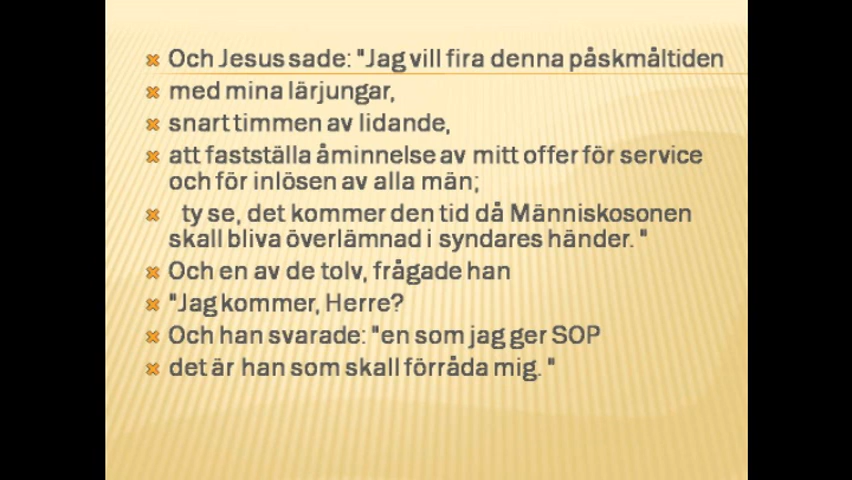 Och Jesus sade: "Jag vill fira denna påskmåltiden
med mina lärjungar,
snart timmen av lidande,
att fastställa åminnelse av mitt offer för service
och för inlösen av alla män;
ty se, det kommer den tid då Människosonen
skall bliva överlämnad i syndares händer. "
Och en av de tolv, frågade han
"Jag kommer, Herre?
Och han svarade: "en som jag ger SOP
det är han som skall förråda mig. "